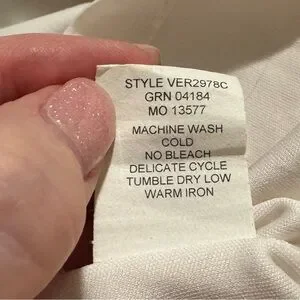 STYLE VER2978C
GRN 04184
MO 13577
MACHINE WASH
COLD
NO BLEACH
DELICATE CYCLE
TUMBLE DRY LOW
WARM IRON